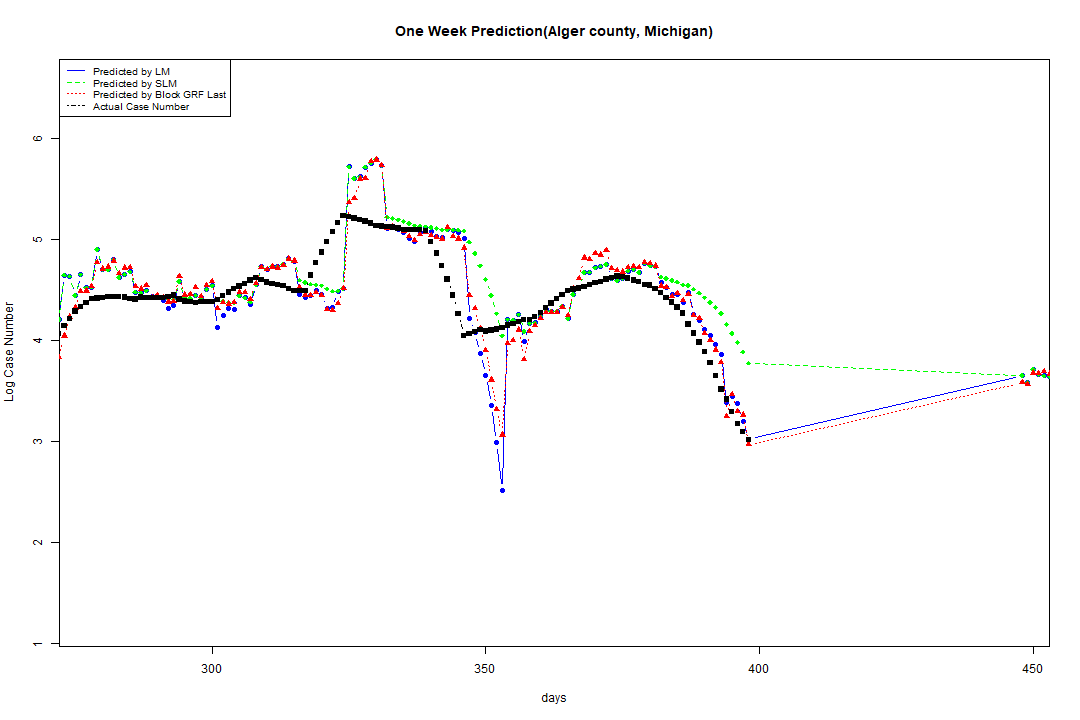 One Week Prediction(Alger county, Michigan)
Predicted by LM
Predicted by SLM
Predicted by Block GRF Last
Actual Case Number
6
5
4
3
2
1
Log Case Number
300 350 400 450
days